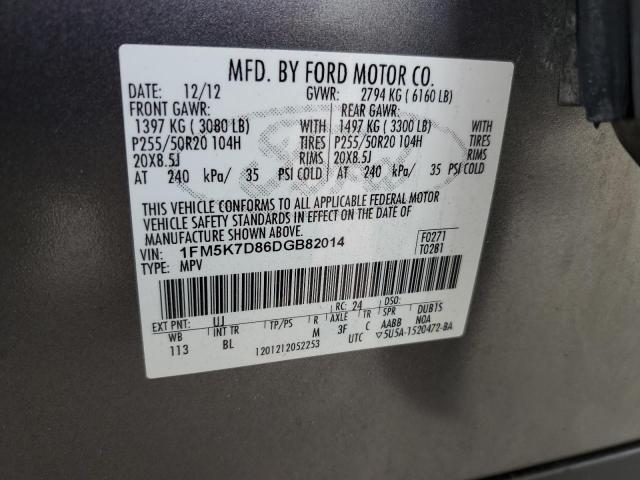 MFD. BY FORD MOTOR CO.
DATE: 12/12 GVWR: 2794 KG ( 6160 LB)
FRONT GAWR: REAR GAWR:
1397 KG ( 3080 LB) WITH 1497 KG ( 3300 LB) WITH
P255/50R20 104H TIRES P255/50R20 104H TIRES
20X8.5J RIMS 20X8.5J RIMS
AT 240 kPa/ 35 PSI COLD AT 240 kPa/ 35 PSI COLD
THIS VEHICLE CONFORMS TO ALL APPLICABLE FEDERAL MOTOR
VEHICLE SAFETY STANDARDS IN EFFECT ON THE DATE OF
MANUFACTURE SHOWN ABOVE.
VIN: 1FM5K7D86DGB82014 F0271
TYPE: MPV T0281
EXT PNT: UJ RC: 24 DSO:
WB INT TR TP/PS R AXLE TR SPR DUB1S
113 BL M 3F C AABB N0A
1201212052253 UTC ▽5U5A-1520472-BA
Ford